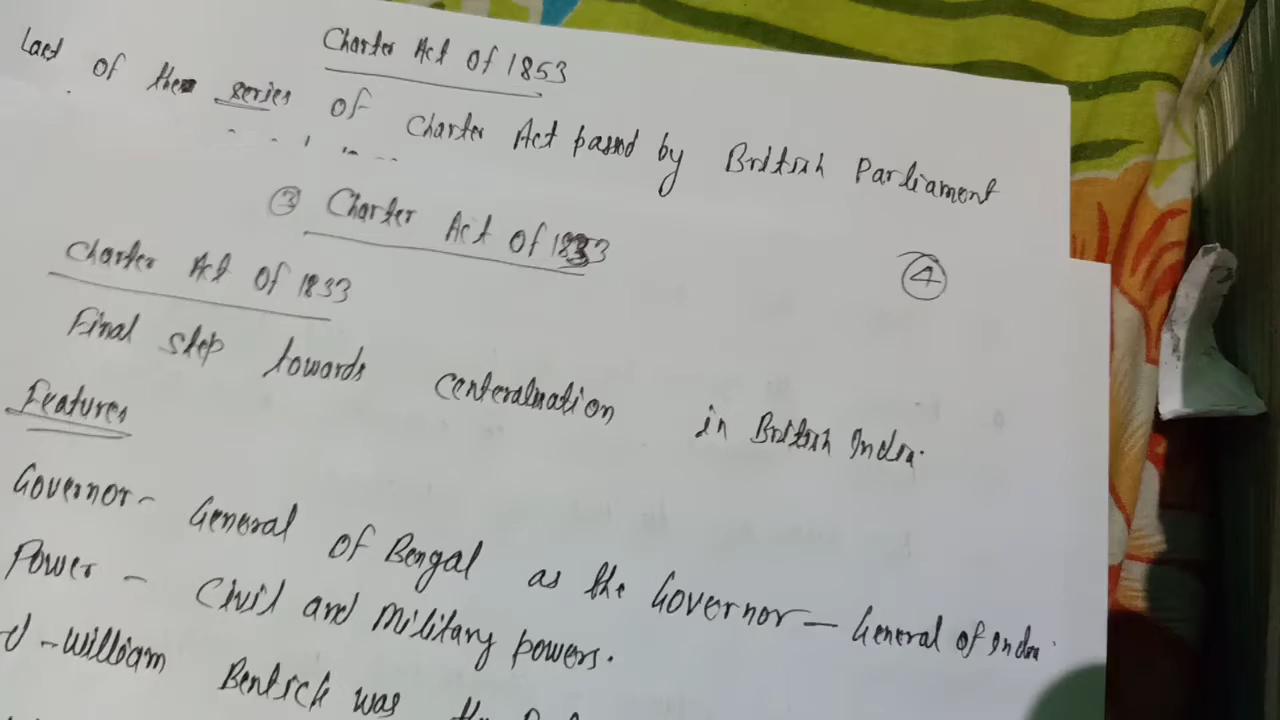 Charter Act of 1853
Last of the series of Charter Act passed by British Parliament
③ Charter Act of 1833
④
Charter Act of 1833
Final step towards centeralization in British India.
Features
Governor- General of Bengal as the Governor - General of India.
Power - Civil and Military powers.
- William Bentick was the